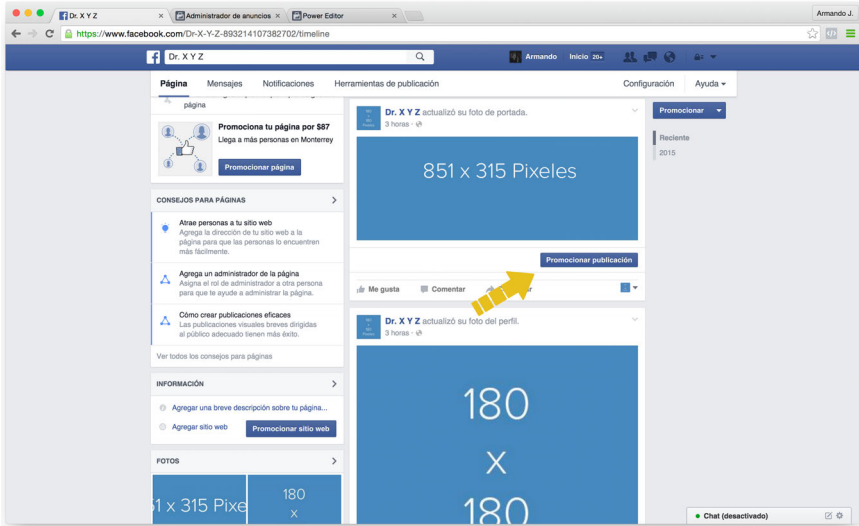 Dr. X Y Z
Administrador de anuncios
Power Editor
Armando J.
https://www.facebook.com/Dr-X-Y-Z-893214107382702/timeline
Dr. X Y Z
Armando
Inicio 20+
Página
Mensajes
Notificaciones
Herramientas de publicación
Configuración
Ayuda
página
Promociona tu página por $87
Llega a más personas en Monterrey
Promocionar página
CONSEJOS PARA PÁGINAS
Atrae personas a tu sitio web
Agrega la dirección de tu sitio web a la
página para que las personas lo encuentren
más fácilmente.
Agrega un administrador de la página
Asigna el rol de administrador a otra persona
para que te ayude a administrar la página.
Cómo crear publicaciones eficaces
Las publicaciones visuales breves dirigidas
al público adecuado tienen más éxito.
Ver todos los consejos para páginas
INFORMACIÓN
Agregar una breve descripción sobre tu página...
Agregar sitio web
Promocionar sitio web
FOTOS
1 x 315 Pixe
180
x
Dr. X Y Z actualizó su foto de portada.
3 horas ·
851 x 315 Pixeles
Promocionar publicación
Me gusta
Comentar
Dr. X Y Z actualizó su foto del perfil.
3 horas ·
180
x
180
Promocionar
Reciente
2015
Chat (desactivado)